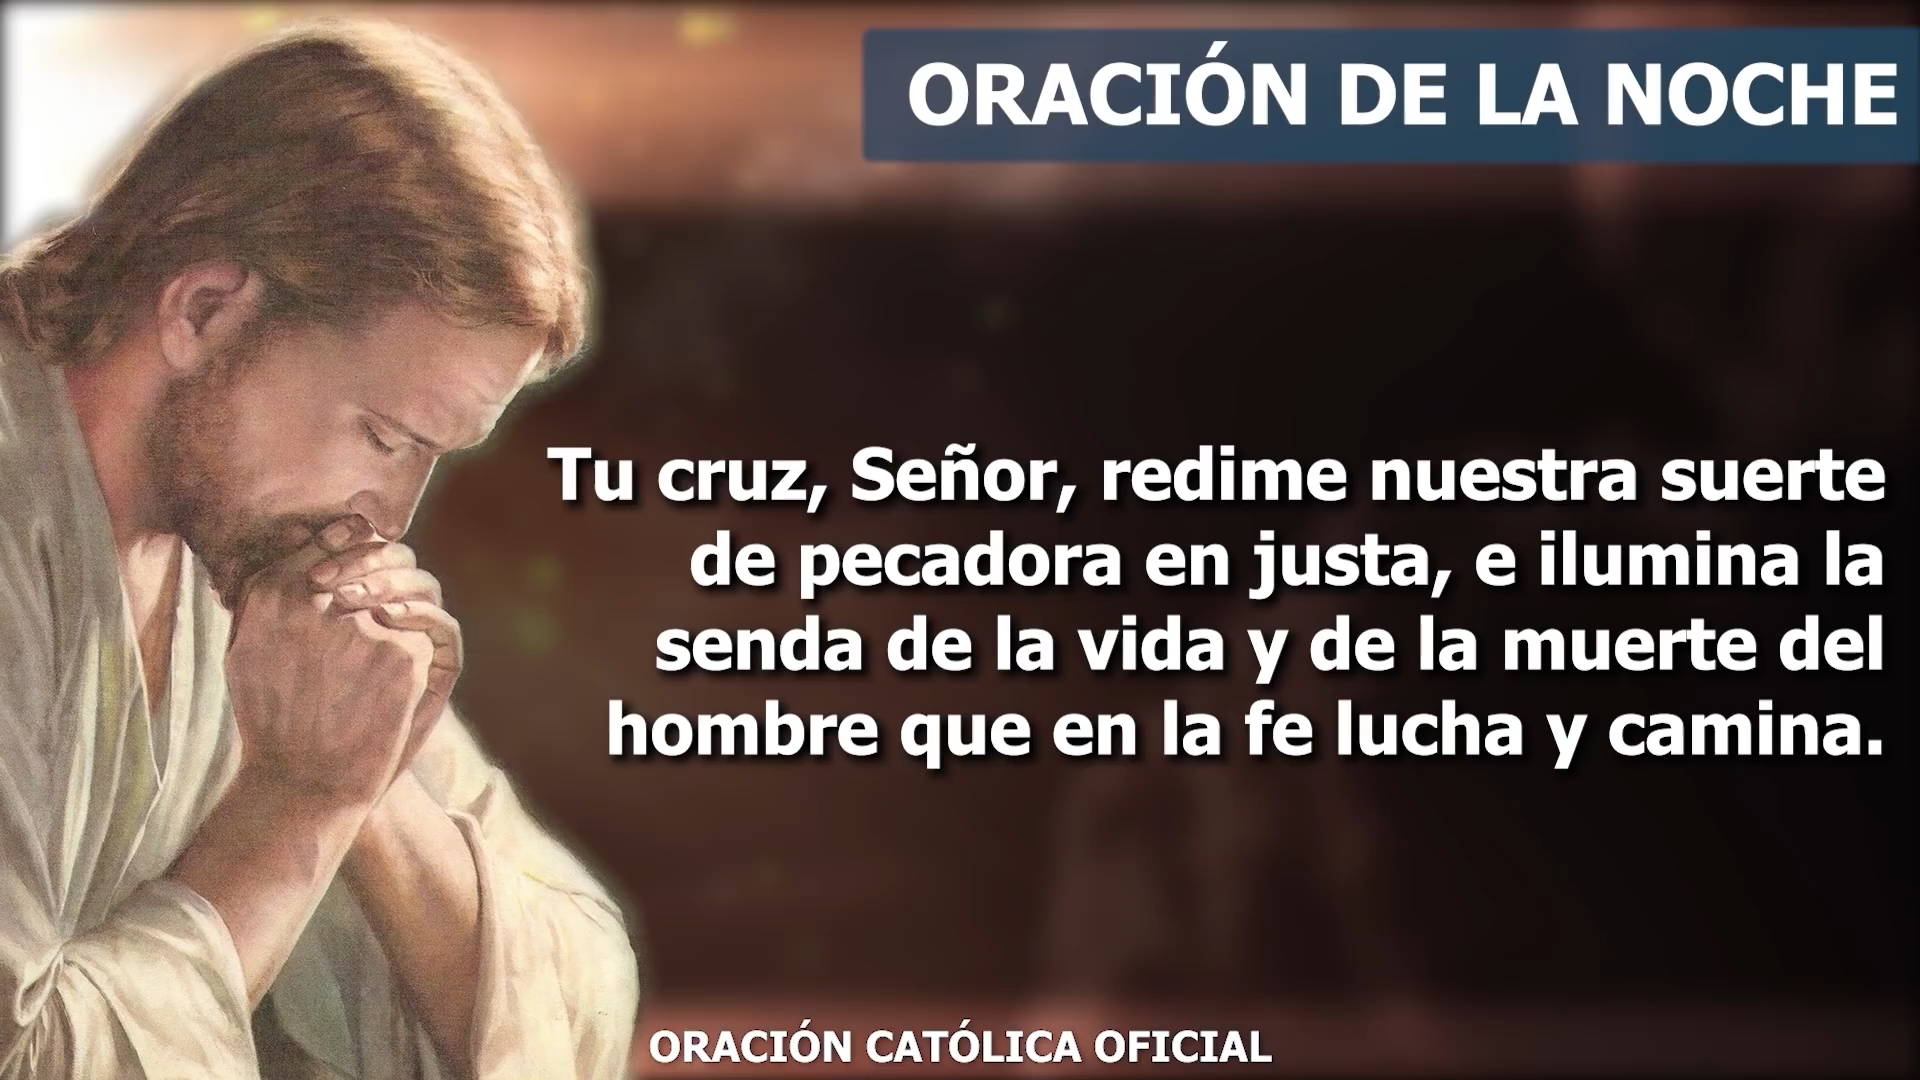 ORACIÓN DE LA NOCHE
Tu cruz, Señor, redime nuestra suerte
de pecadora en justa, e ilumina la
senda de la vida y de la muerte del
hombre que en la fe lucha y camina.
ORACIÓN CATÓLICA OFICIAL